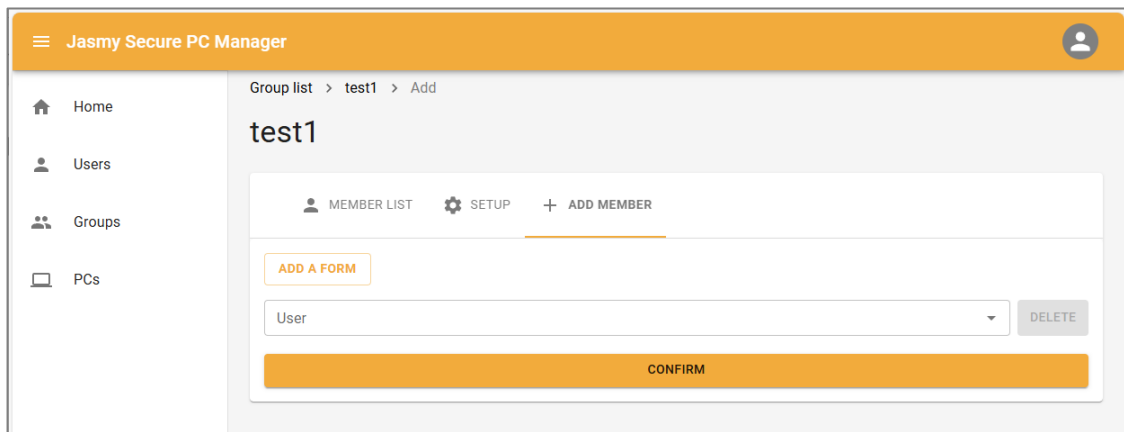 Jasmy Secure PC Manager
Home
Users
Groups
PCs
Group list > test1 > Add
test1
MEMBER LIST
SETUP
ADD MEMBER
ADD A FORM
User
DELETE
CONFIRM